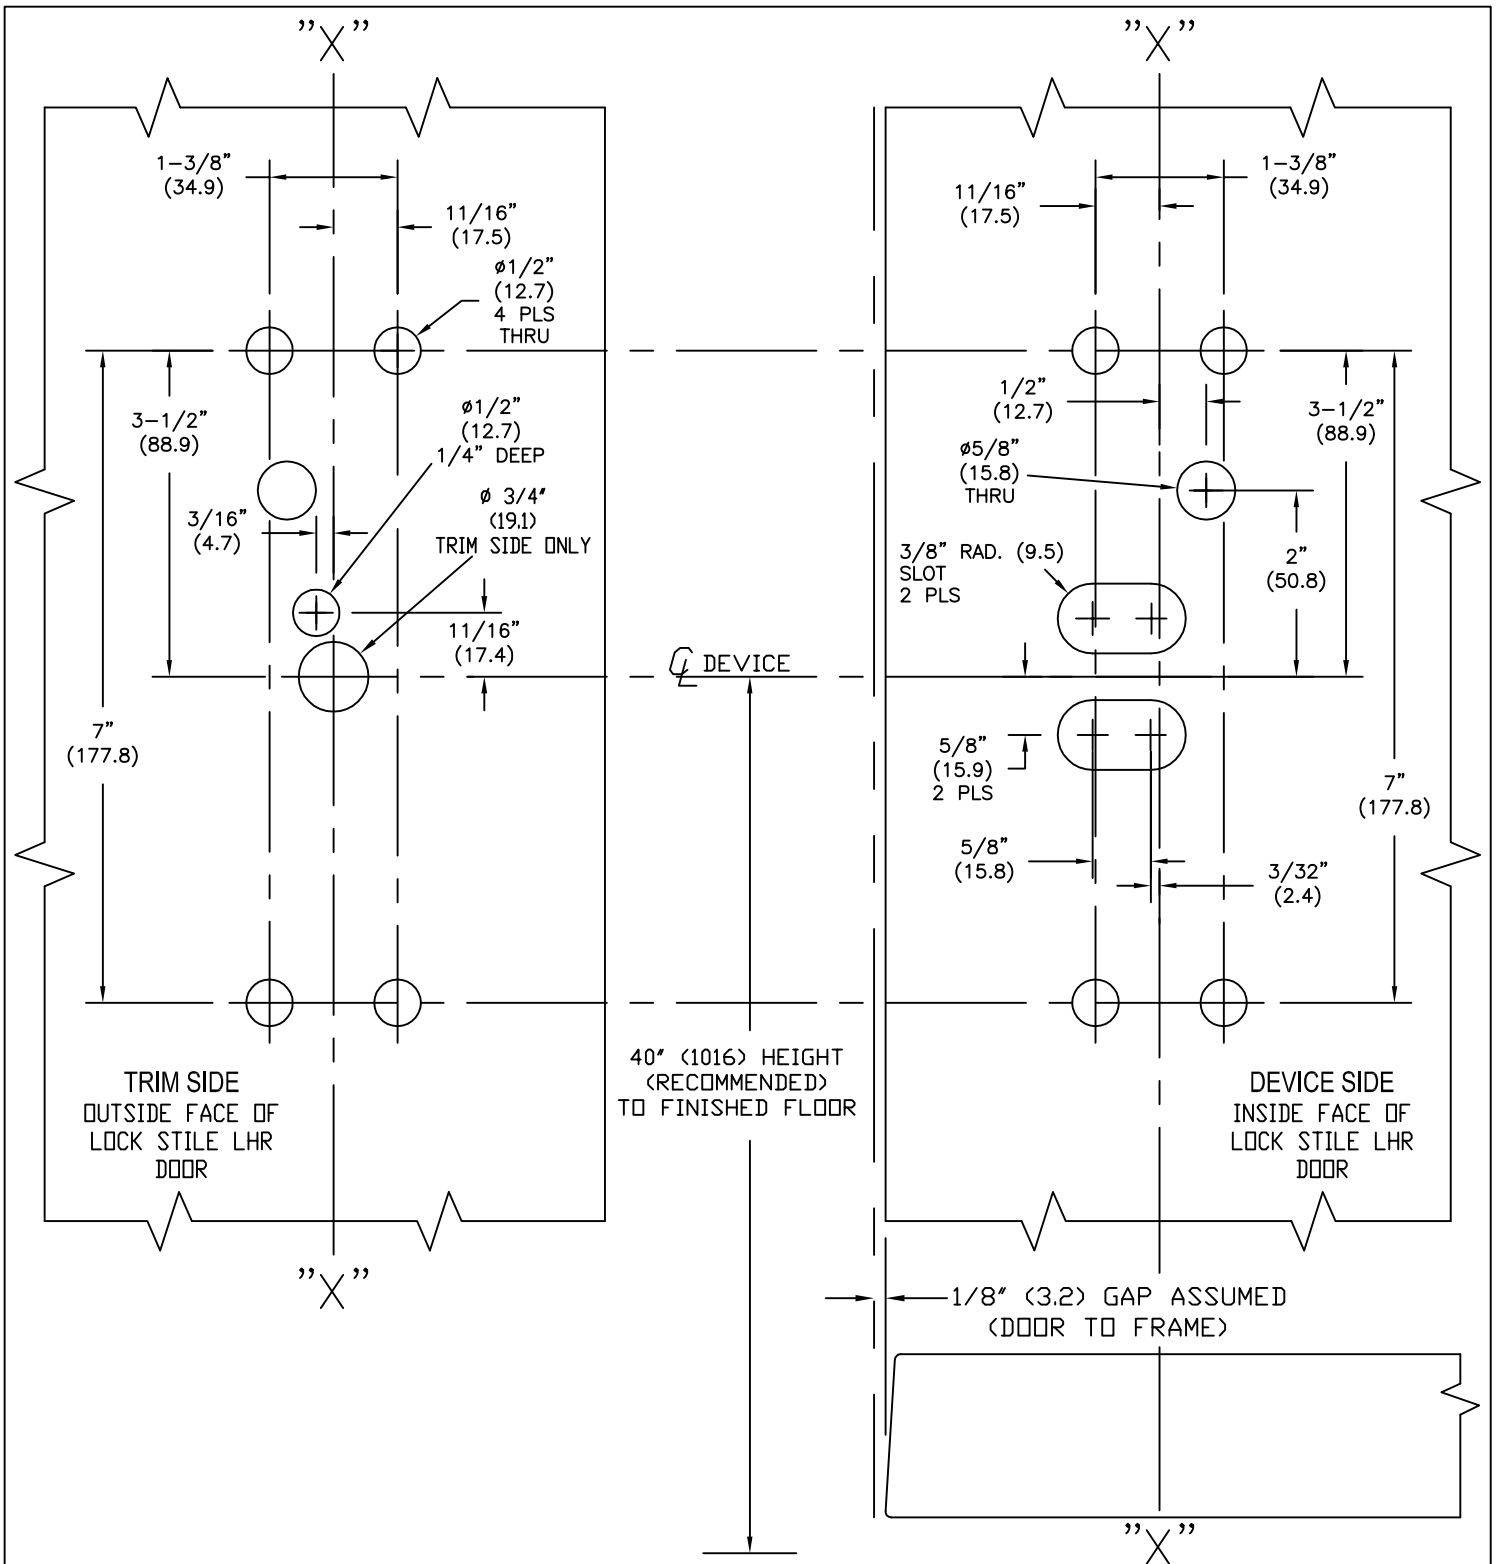 ”X”
”X”
1-3/8”
(34.9)
11/16”
(17.5)
ø1/2”
(12.7)
4 PLS
THRU
3-1/2”
(88.9)
ø1/2”
(12.7)
1/4” DEEP
ø 3/4"
(19.1)
TRIM SIDE ONLY
3/16”
(4.7)
11/16”
(17.4)
7”
(177.8)
TRIM SIDE
OUTSIDE FACE OF
LOCK STILE LHR
DOOR
”X”
CL DEVICE
40" (1016) HEIGHT
(RECOMMENDED)
TO FINISHED FLOOR
1-3/8”
(34.9)
11/16”
(17.5)
1/2”
(12.7)
3-1/2”
(88.9)
ø5/8”
(15.8)
THRU
3/8” RAD. (9.5)
SLOT
2 PLS
2”
(50.8)
5/8”
(15.9)
2 PLS
7”
(177.8)
5/8”
(15.8)
3/32”
(2.4)
DEVICE SIDE
INSIDE FACE OF
LOCK STILE LHR
DOOR
1/8" (3.2) GAP ASSUMED
(DOOR TO FRAME)
”X”